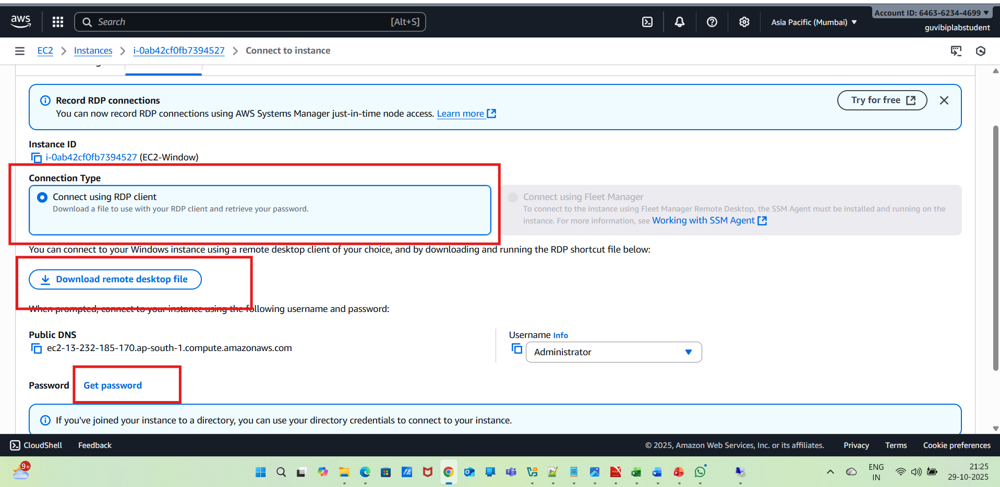 aws
Search
[Alt+S]
Asia Pacific (Mumbai)
Account ID: 6463-6234-4699
guvibiplabstudent
EC2 > Instances > i-0ab42cf0fb7394527 > Connect to instance
Record RDP connections
You can now record RDP connections using AWS Systems Manager just-in-time node access. Learn more
Try for free
Instance ID
i-0ab42cf0fb7394527 (EC2-Window)
Connection Type
Connect using RDP client
Download a file to use with your RDP client and retrieve your password.
Connect using Fleet Manager
To connect to the instance using Fleet Manager Remote Desktop, the SSM Agent must be installed and running on the
instance. For more information, see Working with SSM Agent
You can connect to your Windows instance using a remote desktop client of your choice, and by downloading and running the RDP shortcut file below:
Download remote desktop file
When prompted, connect to your instance using the following username and password:
Public DNS
ec2-13-232-185-170.ap-south-1.compute.amazonaws.com
Username Info
Administrator
Password Get password
If you've joined your instance to a directory, you can use your directory credentials to connect to your instance.
CloudShell Feedback
© 2025, Amazon Web Services, Inc. or its affiliates. Privacy Terms Cookie preferences
9+
ENG
IN
21:25
29-10-2025